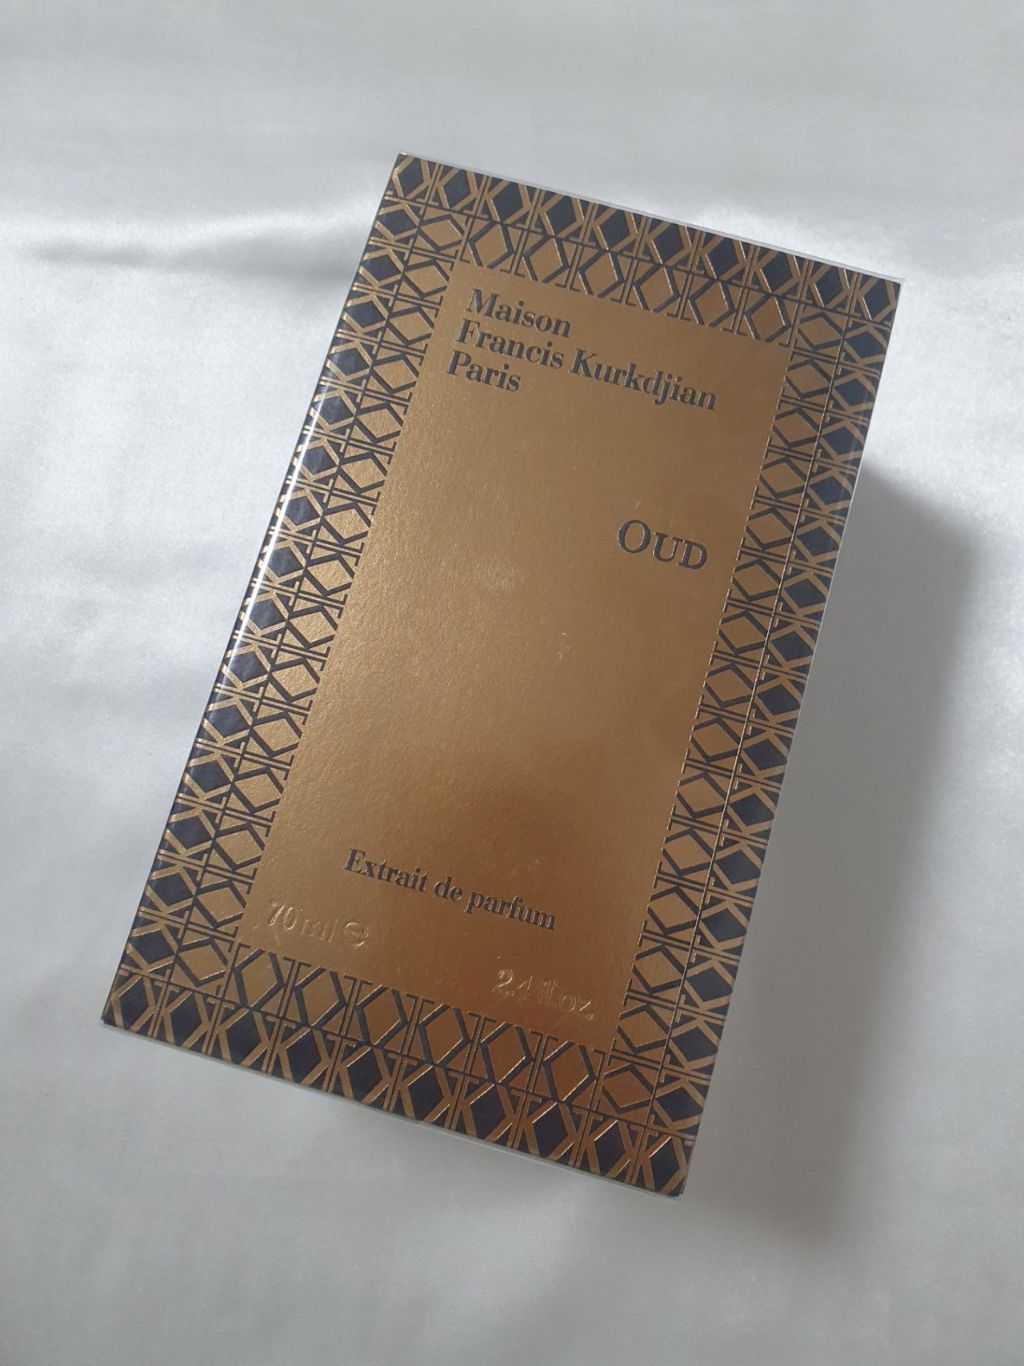 Maison
Francis Kurkdjian
Paris
OUD
Extrait de parfum
70 ml ℮
2.4 fl.oz